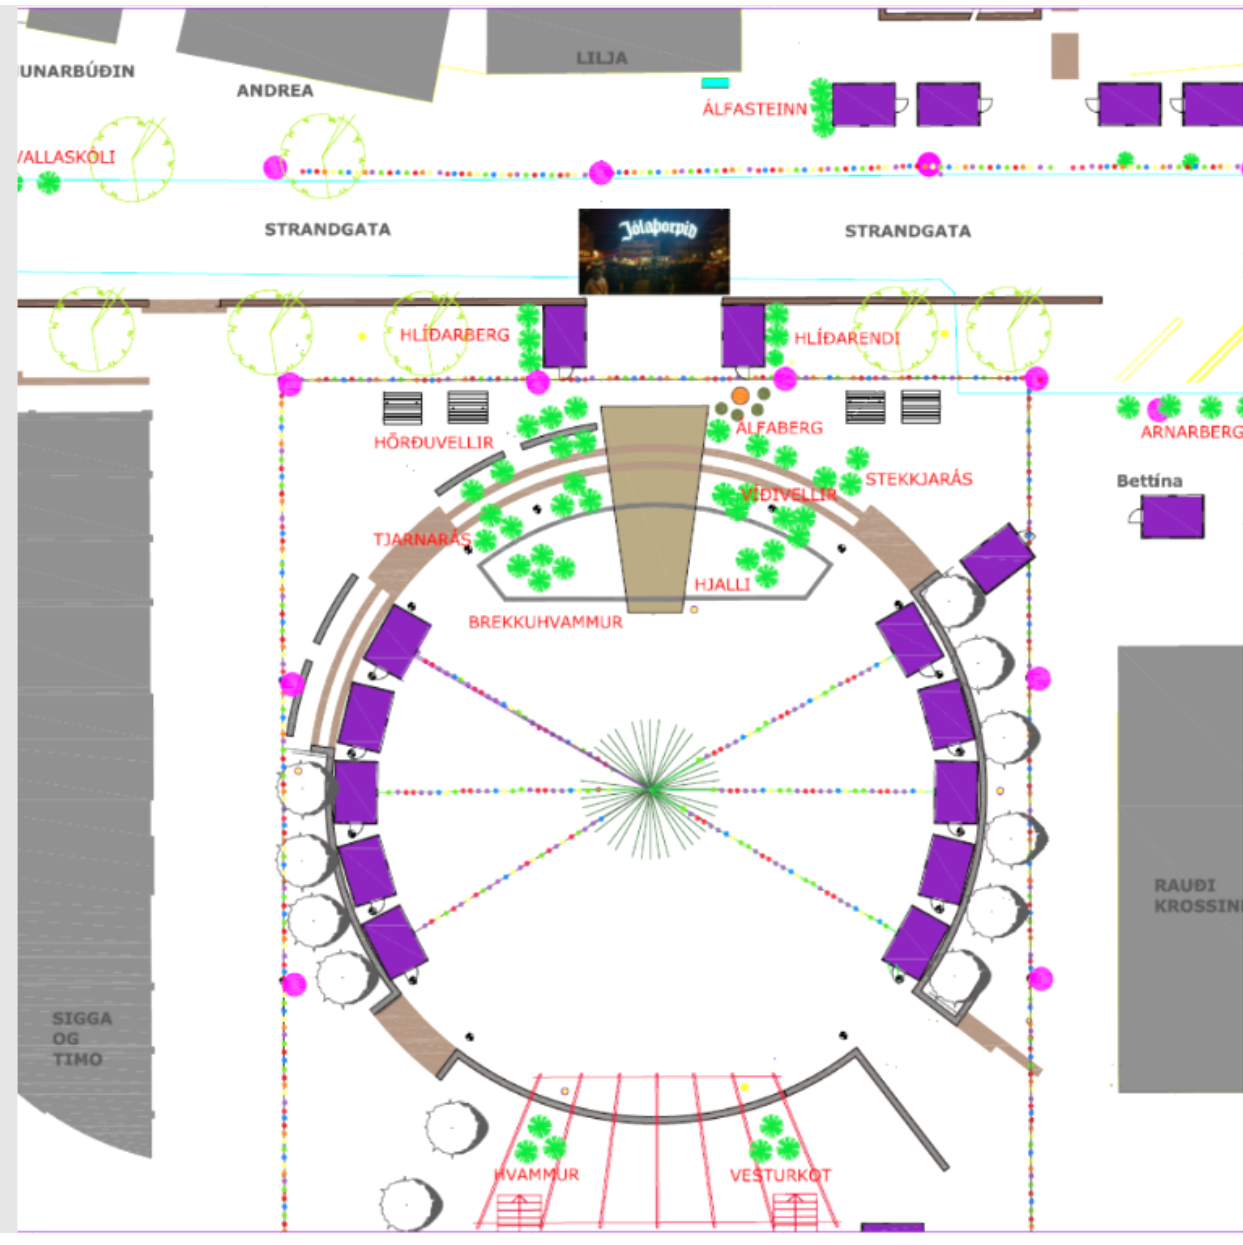 LILJA
UNARBÚÐIN
ANDREA
ÁLFASTEINN
VALLASKÓLI
STRANDGATA
Jólaþorpið
STRANDGATA
HLÍÐARBERG
HLÍÐARENDI
HÖRÐUVELLIR
ÁLFABERG
ARNARBERG
STEKKJARÁS
Bettína
VÍÐIVELLIR
TJARNARÁS
HJALLI
BREKKUHVAMMUR
RAUÐI
KROSSINN
SIGGA
OG
TIMO
HVAMMUR
VESTURKOT